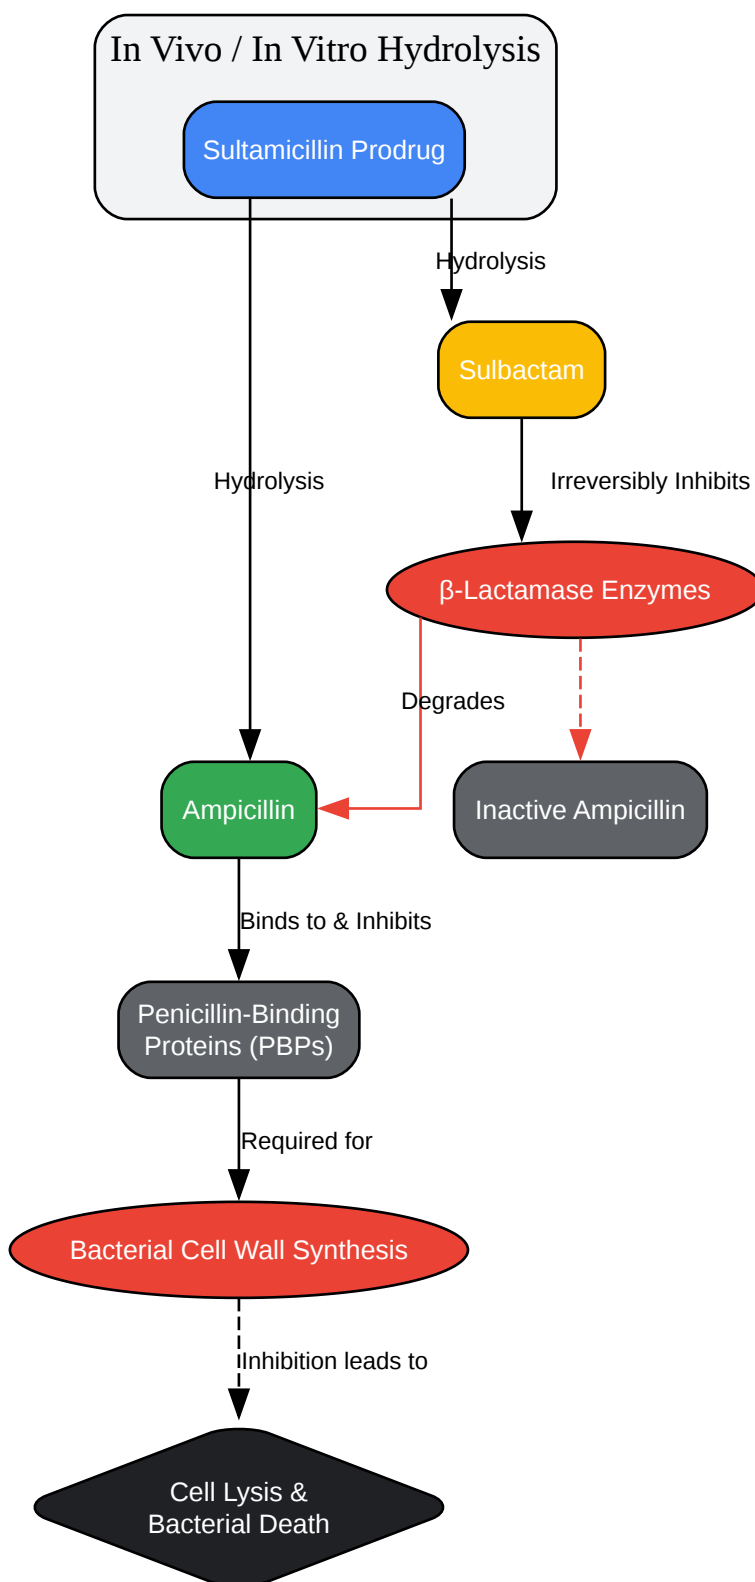 In Vivo / In Vitro Hydrolysis
Sultamicillin Prodrug
Hydrolysis
Sulbactam
Hydrolysis
Irreversibly Inhibits
β-Lactamase Enzymes
Degrades
Ampicillin
Inactive Ampicillin
Binds to & Inhibits
Penicillin-Binding
Proteins (PBPs)
Required for
Bacterial Cell Wall Synthesis
Inhibition leads to
Cell Lysis &
Bacterial Death